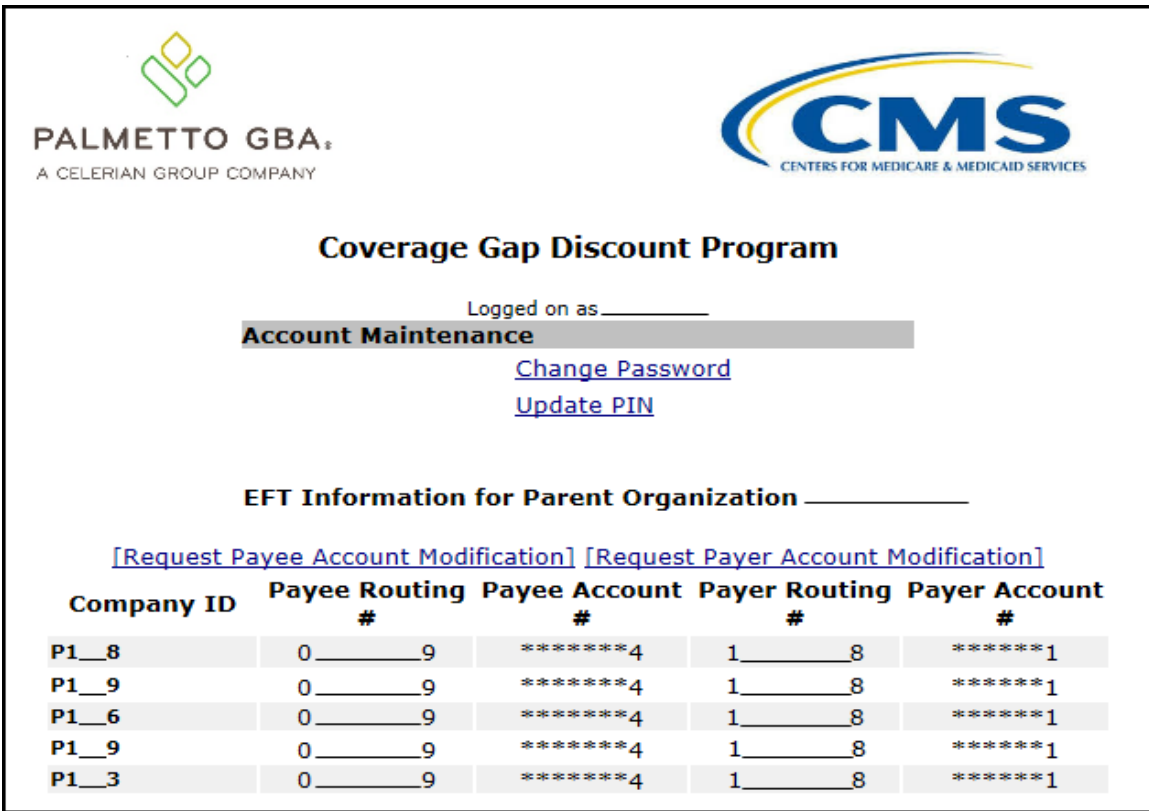 PALMETTO GBA®
A CELERIAN GROUP COMPANY
CMS
CENTERS FOR MEDICARE & MEDICAID SERVICES
Coverage Gap Discount Program
Logged on as ________
Account Maintenance
Change Password
Update PIN
EFT Information for Parent Organization ________
[Request Payee Account Modification] [Request Payer Account Modification]
Company ID Payee Routing # Payee Account # Payer Routing # Payer Account #
P1__8 0________9 *******4 1________8 ******1
P1__9 0________9 *******4 1________8 ******1
P1__6 0________9 *******4 1________8 ******1
P1__9 0________9 *******4 1________8 ******1
P1__3 0________9 *******4 1________8 ******1